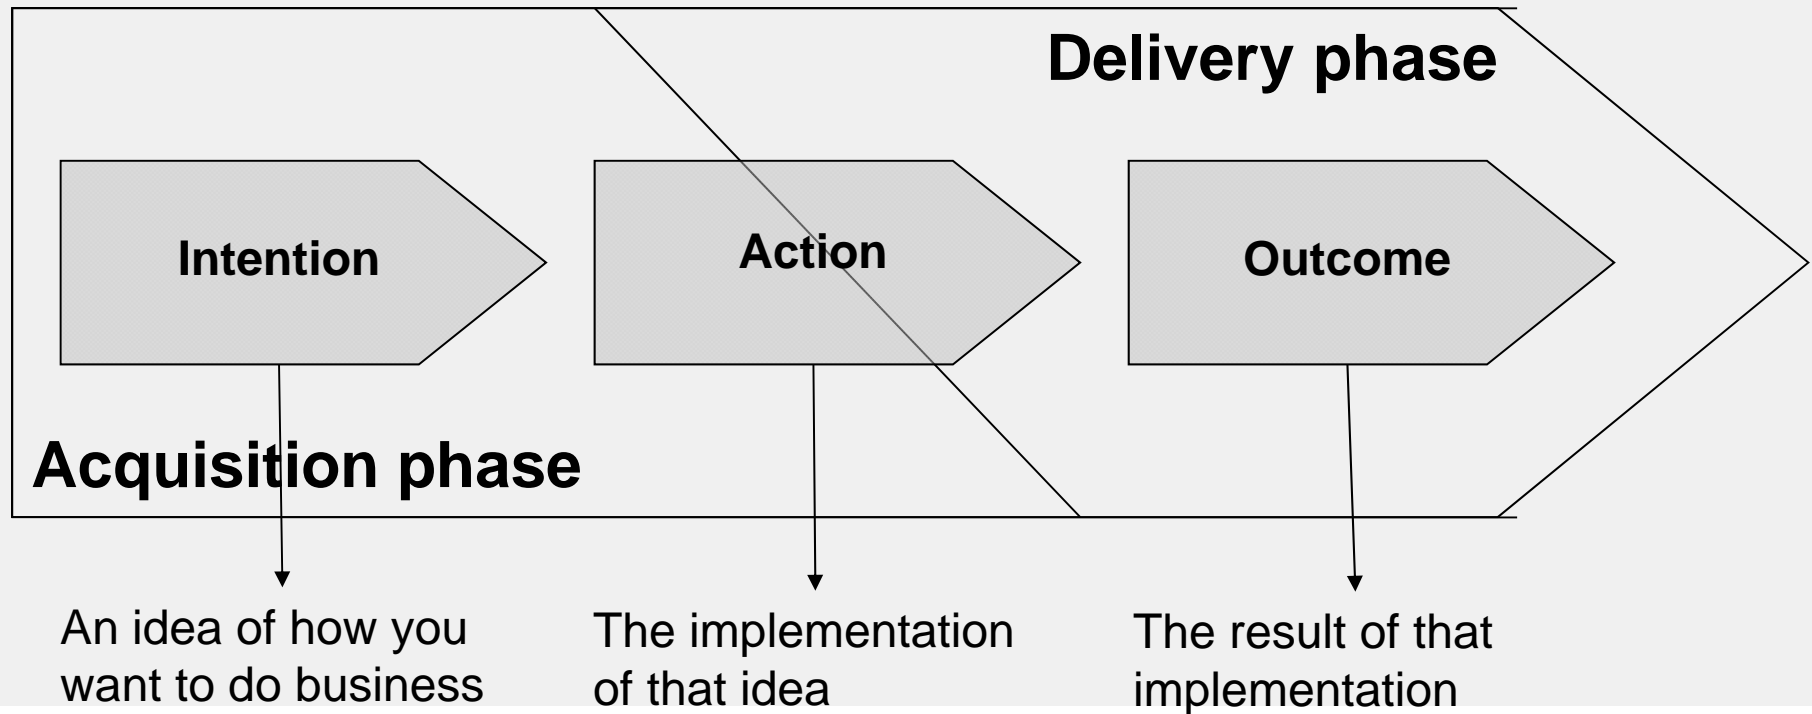 Delivery phase
Intention
Action
Outcome
Acquisition phase
An idea of how you
want to do business
The implementation
of that idea
The result of that
implementation